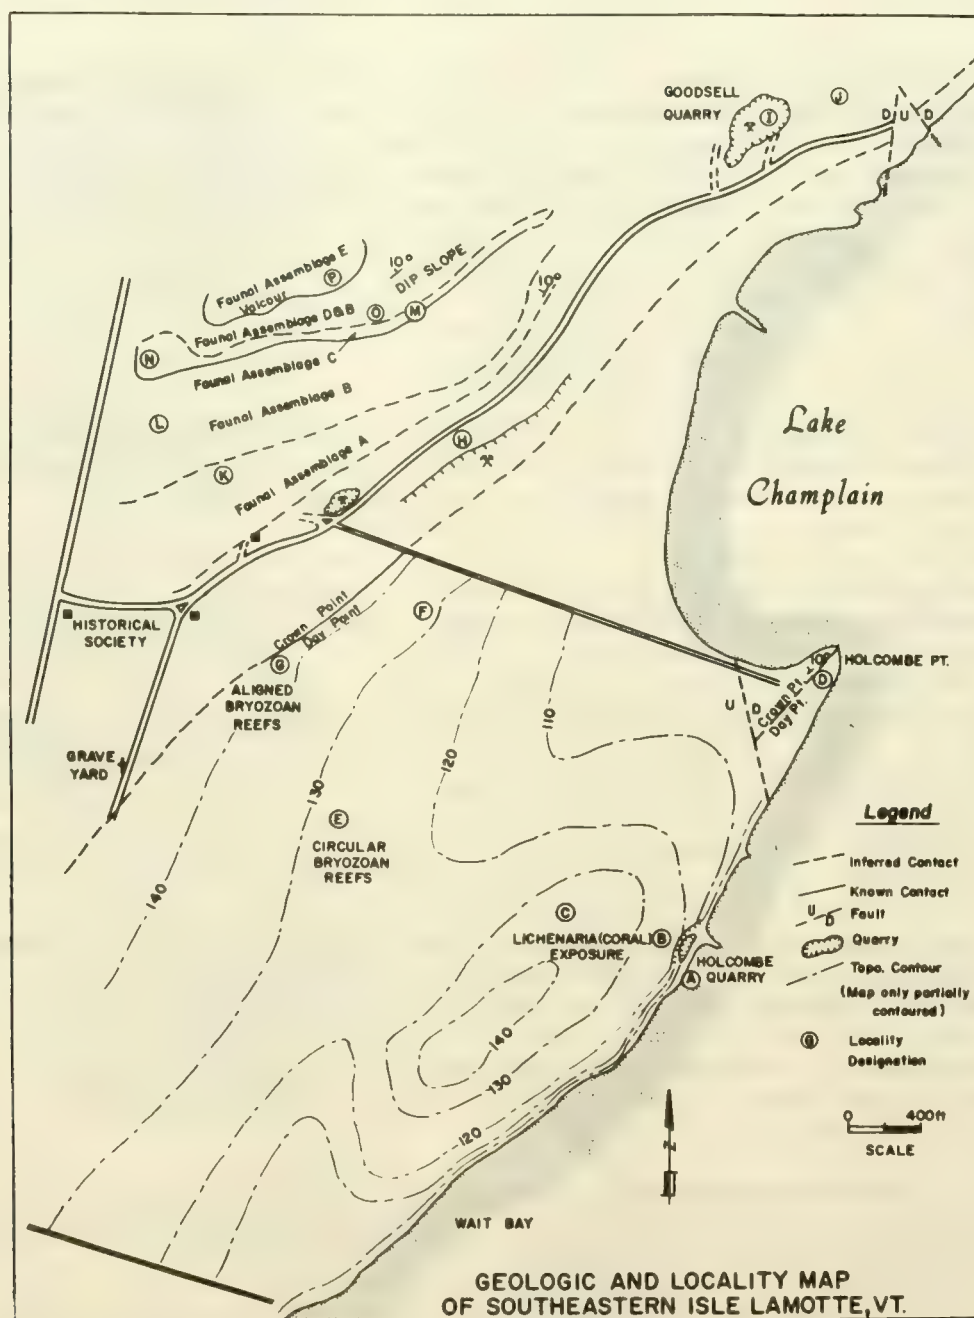 GOODSELL
QUARRY
I
J
D U D
Faunal Assemblage E
Valcour
P
10°
DIP SLOPE
10°
Faunal Assemblage D&B
O
M
N
Faunal Assemblage C
L
Faunal Assemblage B
K
Faunal Assemblage A
H
Lake
Champlain
HISTORICAL
SOCIETY
Crown Point
Day Point
F
G
ALIGNED
BRYOZOAN
REEFS
GRAVE
YARD
110
120
130
140
U D
Crown Pt.
Day Pt.
10°
D
HOLCOMBE PT.
E
CIRCULAR
BRYOZOAN
REEFS
C
LICHENARIA (CORAL)
EXPOSURE
B
A
HOLCOMBE
QUARRY
140
130
120
Legend
Inferred Contact
Known Contact
U
D
Fault
Quarry
Topo. Contour
(Map only partially
contoured)
Locality
Designation
0 400ft
SCALE
WAIT BAY
GEOLOGIC AND LOCALITY MAP
OF SOUTHEASTERN ISLE LAMOTTE, VT.